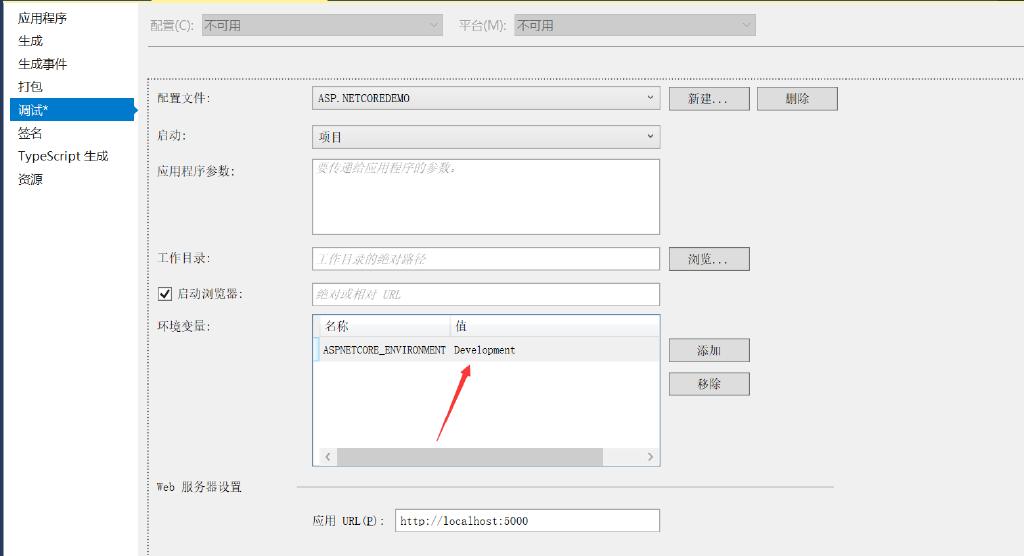 应用程序
生成
生成事件
打包
调试*
签名
TypeScript 生成
资源
配置(C): 不可用 平台(M): 不可用
配置文件: ASP.NETCOREDEMO 新建... 删除
启动: 项目
应用程序参数: 要传递给应用程序的参数。
工作目录: 工作目录的绝对路径 浏览...
启动浏览器: 绝对或相对 URL
环境变量: 名称 值
ASPNETCORE_ENVIRONMENT Development 添加
移除
Web 服务器设置
应用 URL(P): http://localhost:5000